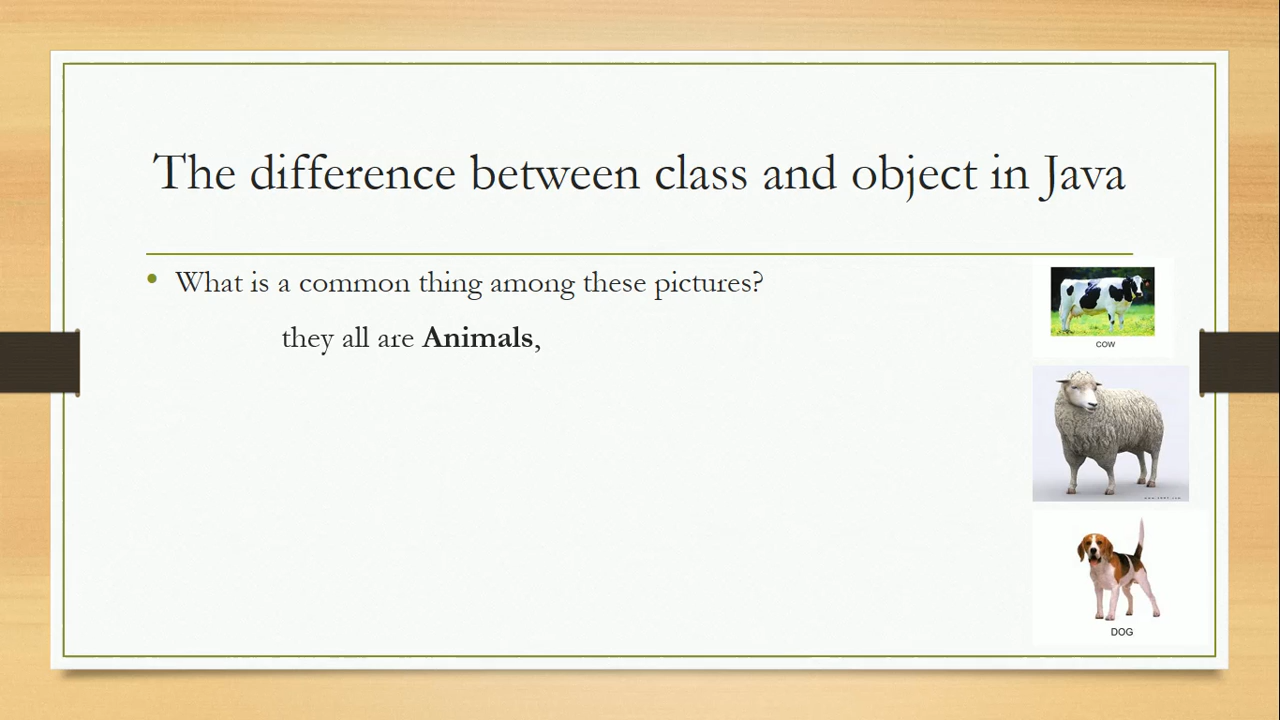 The difference between class and object in Java
• What is a common thing among these pictures?
they all are Animals,
COW
DOG